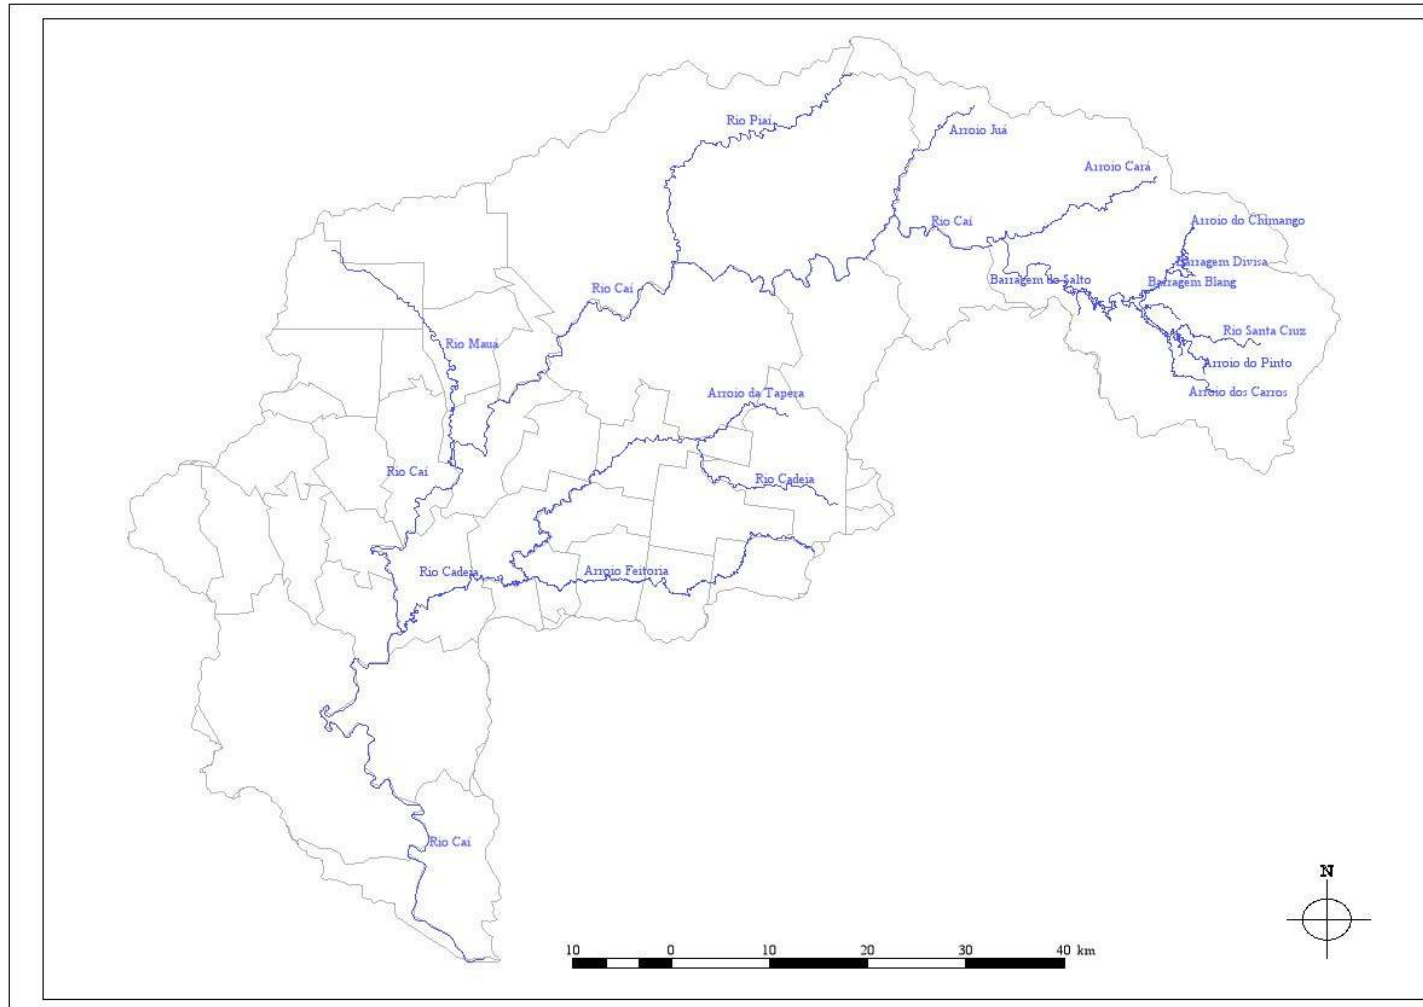 Rio Piaí
Arroio Juá
Arroio Cará
Rio Caí
Arroio do Chimango
Barragem Divisa
Barragem do Salto
Barragem Blang
Rio Caí
Rio Santa Cruz
Rio Mauá
Arroio do Pinto
Arroio da Tapera
Arroio dos Carros
Rio Caí
Rio Cadeia
Rio Cadeia
Arroio Feitoria
Rio Caí
N
10 0 10 20 30 40 km